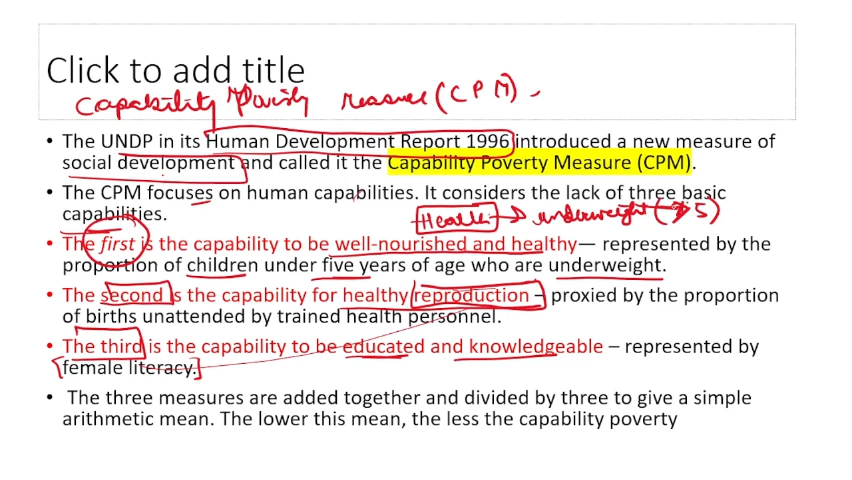 Click to add title
Capability Poverty Measure (CPM) -
• The UNDP in its Human Development Report 1996 introduced a new measure of
social development and called it the Capability Poverty Measure (CPM).
• The CPM focuses on human capabilities. It considers the lack of three basic
capabilities.
Health → underweight ( 5)
• The first is the capability to be well-nourished and healthy— represented by the
proportion of children under five years of age who are underweight.
• The second is the capability for healthy reproduction – proxied by the proportion
of births unattended by trained health personnel.
• The third is the capability to be educated and knowledgeable – represented by
female literacy.
• The three measures are added together and divided by three to give a simple
arithmetic mean. The lower this mean, the less the capability poverty